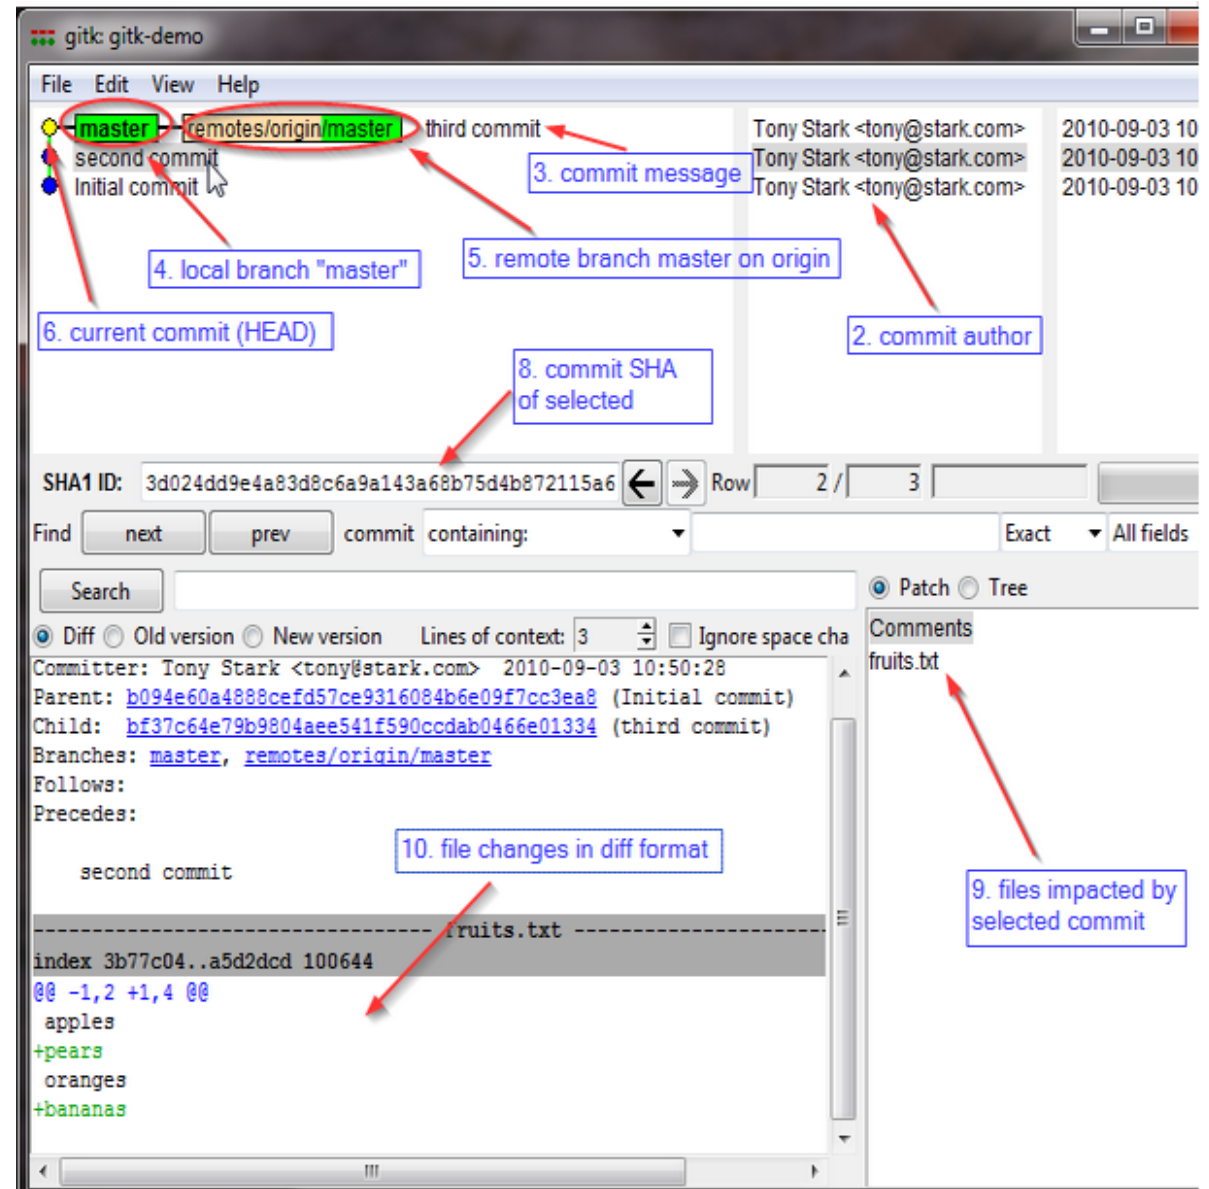 gitk: gitk-demo
File Edit View Help
master remotes/origin/master third commit Tony Stark <tony@stark.com> 2010-09-03 10
second commit Tony Stark <tony@stark.com> 2010-09-03 10
Initial commit Tony Stark <tony@stark.com> 2010-09-03 10
3. commit message
4. local branch "master"
5. remote branch master on origin
6. current commit (HEAD)
2. commit author
8. commit SHA
of selected
SHA1 ID: 3d024dd9e4a83d8c6a9a143a68b75d4b872115a6 Row 2 / 3
Find next prev commit containing: Exact All fields
Search
Patch Tree
Diff Old version New version Lines of context: 3 Ignore space cha
Comments
fruits.txt
Committer: Tony Stark <tony@stark.com> 2010-09-03 10:50:28
Parent: b094e60a4888cefd57ce9316084b6e09f7cc3ea8 (Initial commit)
Child: bf37c64e79b9804aee541f590ccdab0466e01334 (third commit)
Branches: master, remotes/origin/master
Follows:
Precedes:
10. file changes in diff format
second commit
9. files impacted by
selected commit
---------------------------------- fruits.txt ----------------------
index 3b77c04..a5d2dcd 100644
@@ -1,2 +1,4 @@
apples
+pears
oranges
+bananas